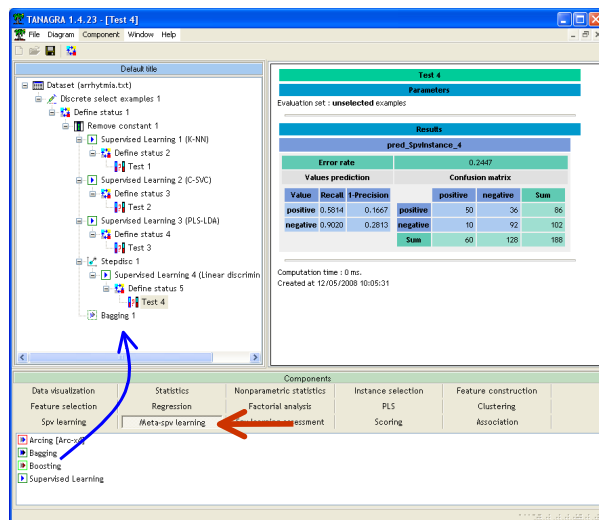 TANAGRA 1.4.23 - [Test 4]
File Diagram Component Window Help
Default title
Dataset (arrhytmia.txt)
Discrete select examples 1
Define status 1
Remove constant 1
Supervised Learning 1 (K-NN)
Define status 2
Test 1
Supervised Learning 2 (C-SVC)
Define status 3
Test 2
Supervised Learning 3 (PLS-LDA)
Define status 4
Test 3
Stepdisc 1
Supervised Learning 4 (Linear discrimin
Define status 5
Test 4
Bagging 1
Test 4
Parameters
Evaluation set : unselected examples
Results
pred_SpvInstance_4
Error rate 0.2447
Values prediction Confusion matrix
Value Recall 1-Precision positive negative Sum
positive 0.5814 0.1667 positive 50 36 86
negative 0.9020 0.2813 negative 10 92 102
Sum 60 128 188
Computation time : 0 ms.
Created at 12/05/2008 10:05:31
Components
Data visualization Statistics Nonparametric statistics Instance selection Feature construction
Feature selection Regression Factorial analysis PLS Clustering
Spv learning Meta-spv learning assessment Scoring Association
Arcing [Arc-x4]
Bagging
Boosting
Supervised Learning